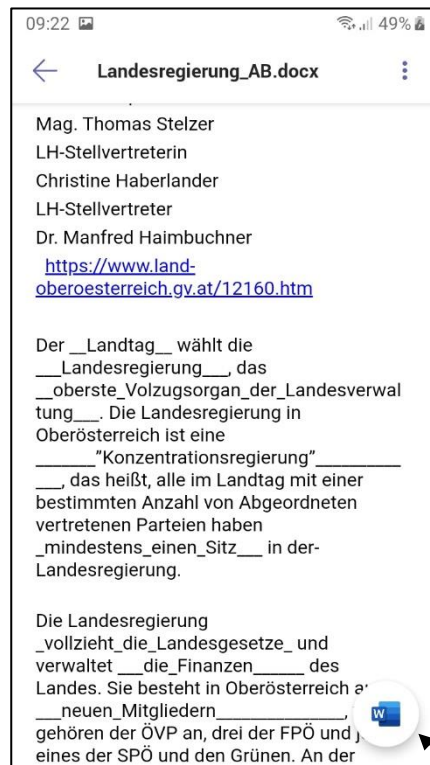 09:22 49%
Landesregierung_AB.docx
Mag. Thomas Stelzer
LH-Stellvertreterin
Christine Haberlander
LH-Stellvertreter
Dr. Manfred Haimbuchner
https://www.land-
oberoesterreich.gv.at/12160.htm
Der __Landtag__ wählt die
___Landesregierung___, das
__oberste_Volzugsorgan_der_Landesverwal
tung___. Die Landesregierung in
Oberösterreich ist eine
_______"Konzentrationsregierung"__________
___, das heißt, alle im Landtag mit einer
bestimmten Anzahl von Abgeordneten
vertretenen Parteien haben
_mindestens_einen_Sitz___ in der-
Landesregierung.
Die Landesregierung
_vollzieht_die_Landesgesetze_ und
verwaltet ___die_Finanzen______ des
Landes. Sie besteht in Oberösterreich
___neuen_Mitgliedern______________,
gehören der ÖVP an, drei der FPÖ und
eines der SPÖ und den Grünen. An der
W